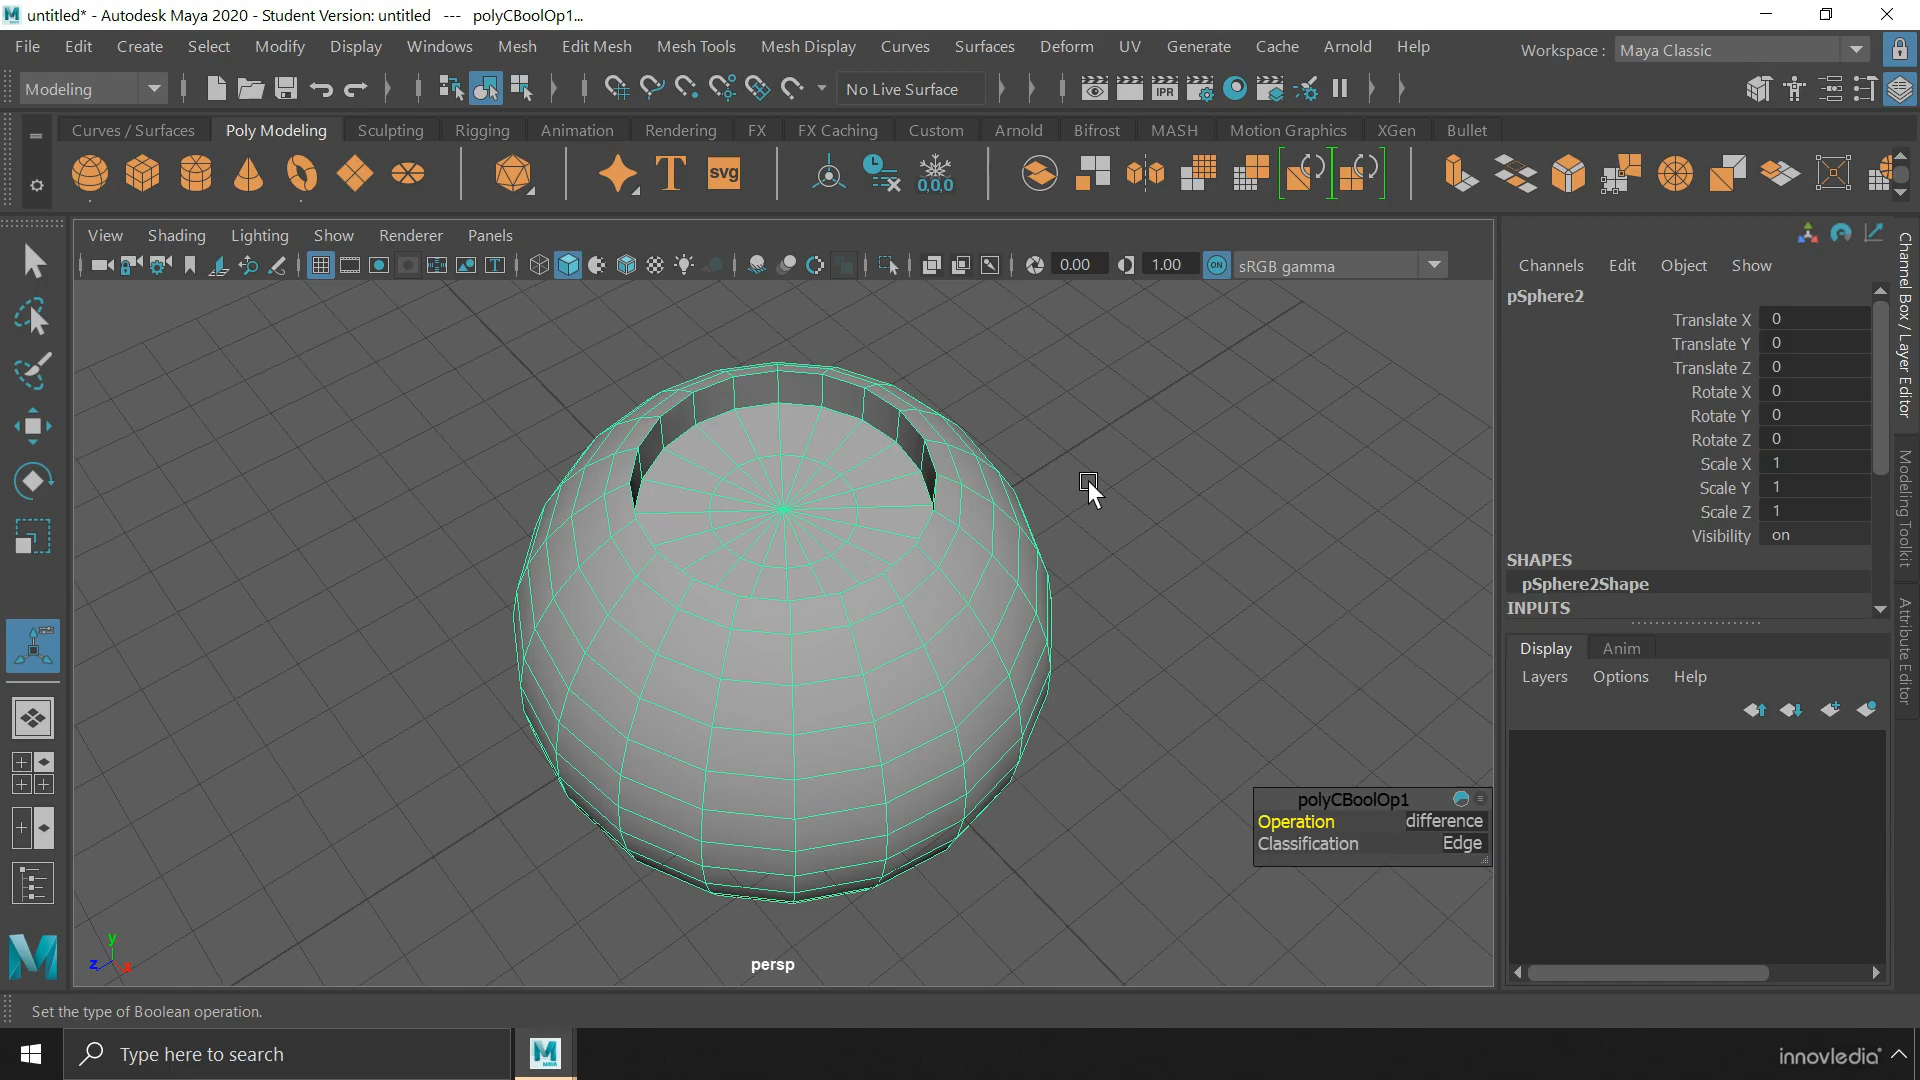 untitled* - Autodesk Maya 2020 - Student Version: untitled --- polyCBoolOp1...
File Edit Create Select Modify Display Windows Mesh Edit Mesh Mesh Tools Mesh Display Curves Surfaces Deform UV Generate Cache Arnold Help Workspace : Maya Classic
Modeling No Live Surface IPR
Curves / Surfaces Poly Modeling Sculpting Rigging Animation Rendering FX FX Caching Custom Arnold Bifrost MASH Motion Graphics XGen Bullet
T svg 0,0,0
View Shading Lighting Show Renderer Panels
0.00 1.00 ON sRGB gamma
Channels Edit Object Show
pSphere2
Translate X 0
Translate Y 0
Translate Z 0
Rotate X 0
Rotate Y 0
Rotate Z 0
Scale X 1
Scale Y 1
Scale Z 1
Visibility on
SHAPES
pSphere2Shape
INPUTS
Channel Box / Layer Editor
Modeling Toolkit
Attribute Editor
Display Anim
Layers Options Help
polyCBoolOp1
Operation difference
Classification Edge
y
z x
persp
M
Set the type of Boolean operation.
Type here to search
M
MAYA
innovledia